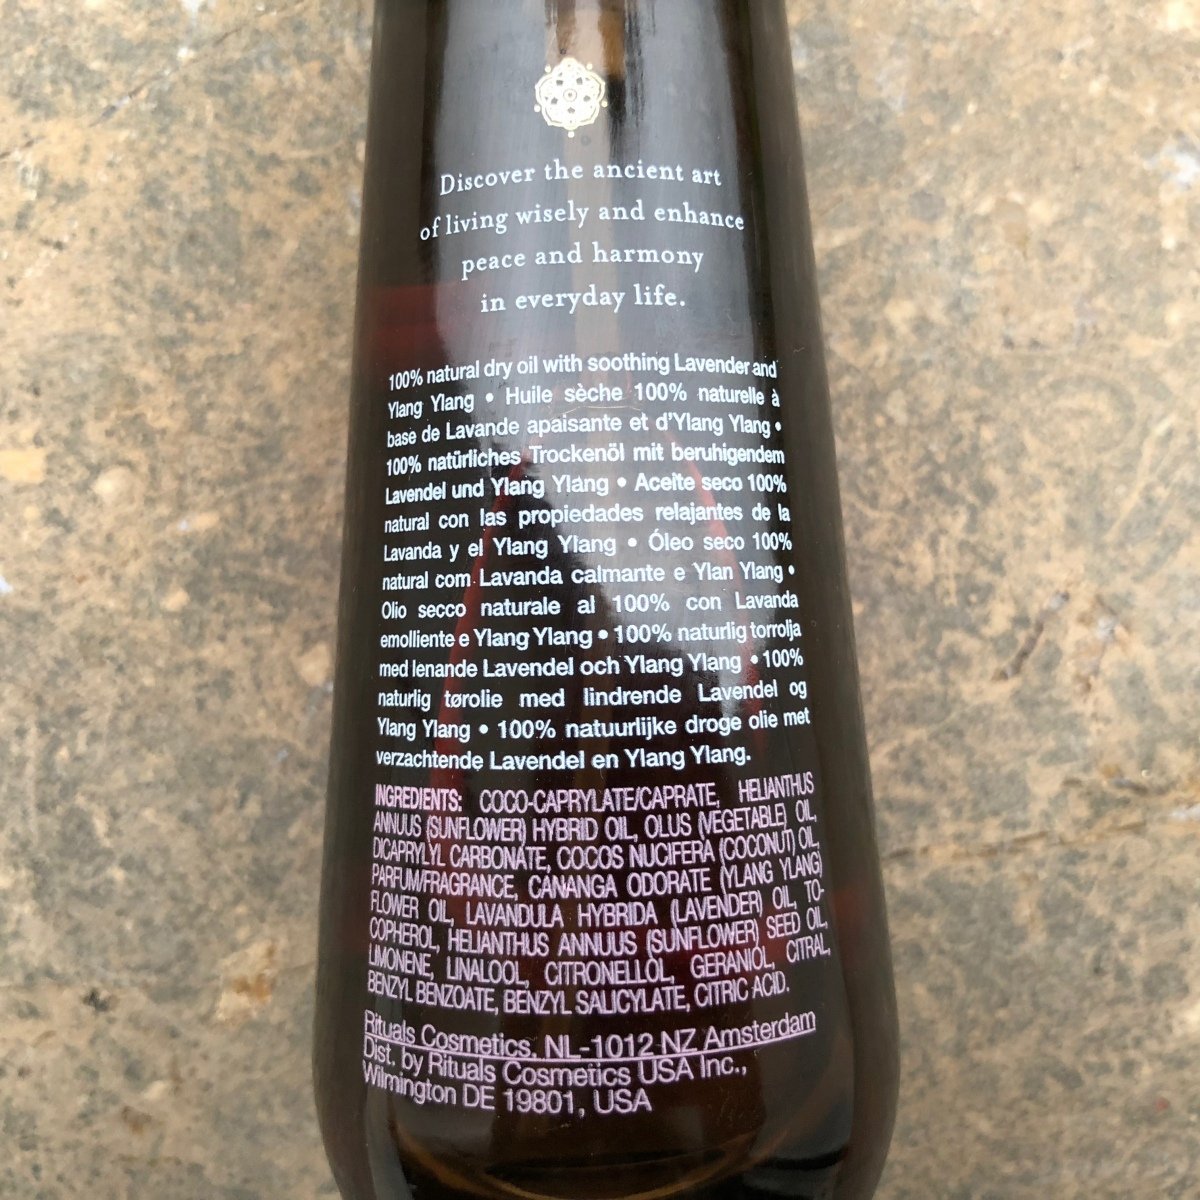 Discover the ancient art
of living wisely and enhance
peace and harmony
in everyday life.
100% natural dry oil with soothing Lavender and
Ylang Ylang • Huile sèche 100% naturelle à
base de Lavande apaisante et d'Ylang Ylang •
100% natürliches Trockenöl mit beruhigendem
Lavendel und Ylang Ylang • Aceite seco 100%
natural con las propiedades relajantes de la
Lavanda y el Ylang Ylang • Óleo seco 100%
natural com Lavanda calmante e Ylan Ylang •
Olio secco naturale al 100% con Lavanda
emolliente e Ylang Ylang • 100% naturlig torrolja
med lenande Lavendel och Ylang Ylang • 100%
naturlig tørolie med lindrende Lavendel og
Ylang Ylang • 100% natuurlijke droge olie met
verzachtende Lavendel en Ylang Ylang.
INGREDIENTS: COCO-CAPRYLATE/CAPRATE, HELIANTHUS
ANNUUS (SUNFLOWER) HYBRID OIL, OLUS (VEGETABLE) OIL,
DICAPRYLYL CARBONATE, COCOS NUCIFERA (COCONUT) OIL,
PARFUM/FRAGRANCE, CANANGA ODORATE (YLANG YLANG)
FLOWER OIL, LAVANDULA HYBRIDA (LAVENDER) OIL, TO-
COPHEROL, HELIANTHUS ANNUUS (SUNFLOWER) SEED OIL,
LIMONENE, LINALOOL, CITRONELLOL, GERANIOL, CITRAL,
BENZYL BENZOATE, BENZYL SALICYLATE, CITRIC ACID.
Rituals Cosmetics, NL-1012 NZ Amsterdam
Dist. by Rituals Cosmetics USA Inc.,
Wilmington DE 19801, USA